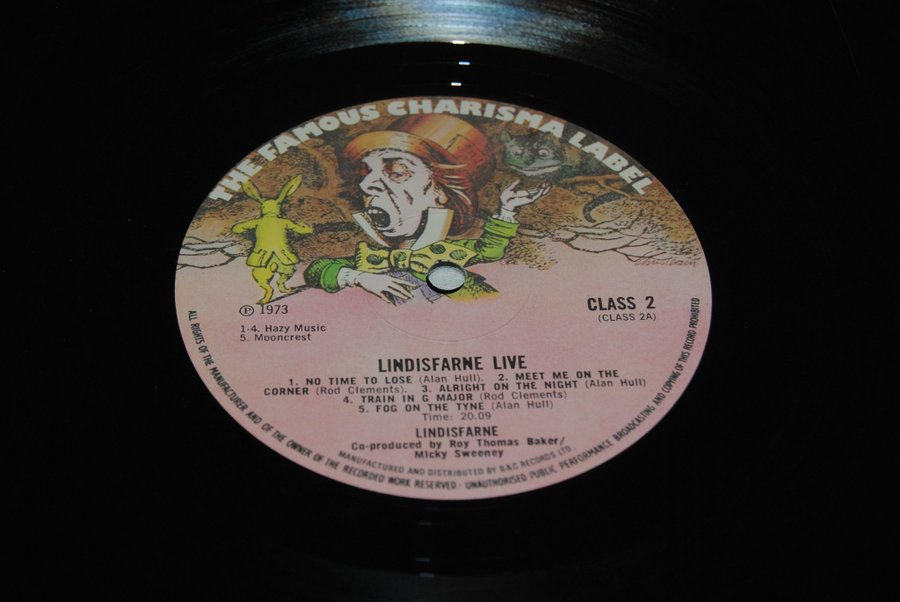 THE FAMOUS CHARISMA LABEL
Ⓟ 1973
1-4. Hazy Music
5. Mooncrest
CLASS 2
(CLASS 2A)
LINDISFARNE LIVE
1. NO TIME TO LOSE (Alan Hull). 2. MEET ME ON THE
CORNER (Rod Clements). 3. ALRIGHT ON THE NIGHT (Alan Hull)
4. TRAIN IN G MAJOR (Rod Clements)
5. FOG ON THE TYNE (Alan Hull)
Time: 20.09
LINDISFARNE
Co-produced by Roy Thomas Baker/
Micky Sweeney
MANUFACTURED AND DISTRIBUTED BY B&C RECORDS LTD.
ALL RIGHTS OF THE MANUFACTURER AND OF THE OWNER OF THE RECORDED WORK RESERVED · UNAUTHORISED PUBLIC PERFORMANCE BROADCASTING AND COPYING OF THIS RECORD PROHIBITED